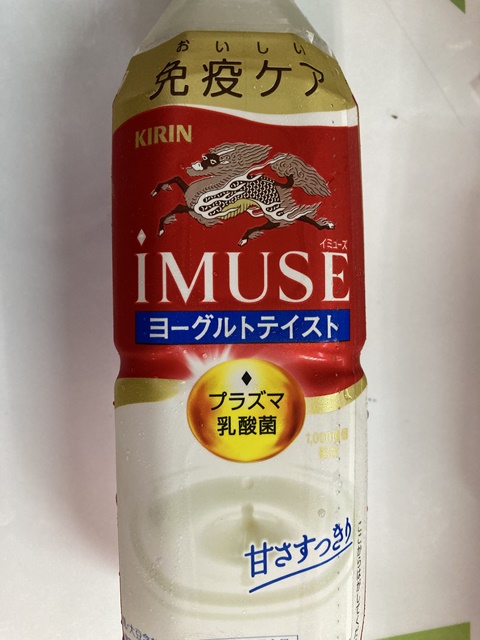 おいしい
免疫ケア
KIRIN
イミューズ
iMUSE
ヨーグルトテイスト
プラズマ
乳酸菌
甘さすっきり